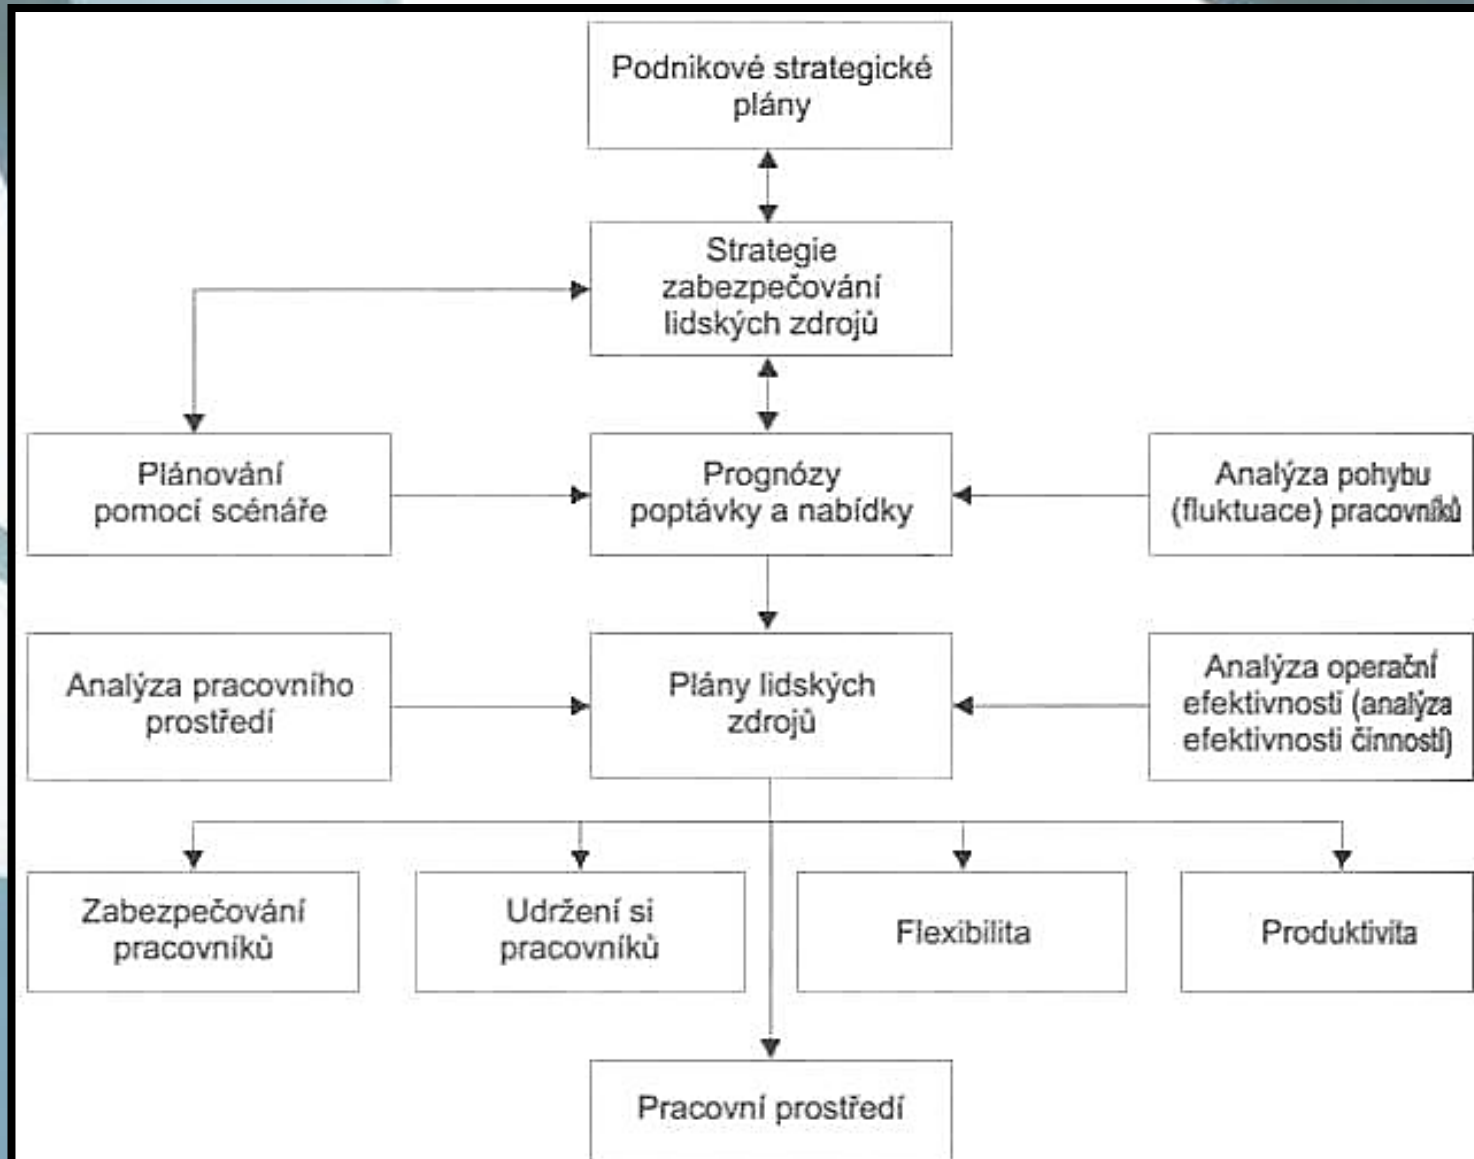 Podnikové strategické
plány
Strategie
zabezpečování
lidských zdrojů
Plánování
pomocí scénáře
Prognózy
poptávky a nabídky
Analýza pohybu
(fluktuace) pracovníků
Analýza pracovního
prostředí
Plány lidských
zdrojů
Analýza operační
efektivnosti (analýza
efektivnosti činností)
Zabezpečování
pracovníků
Udržení si
pracovníků
Flexibilita
Produktivita
Pracovní prostředí